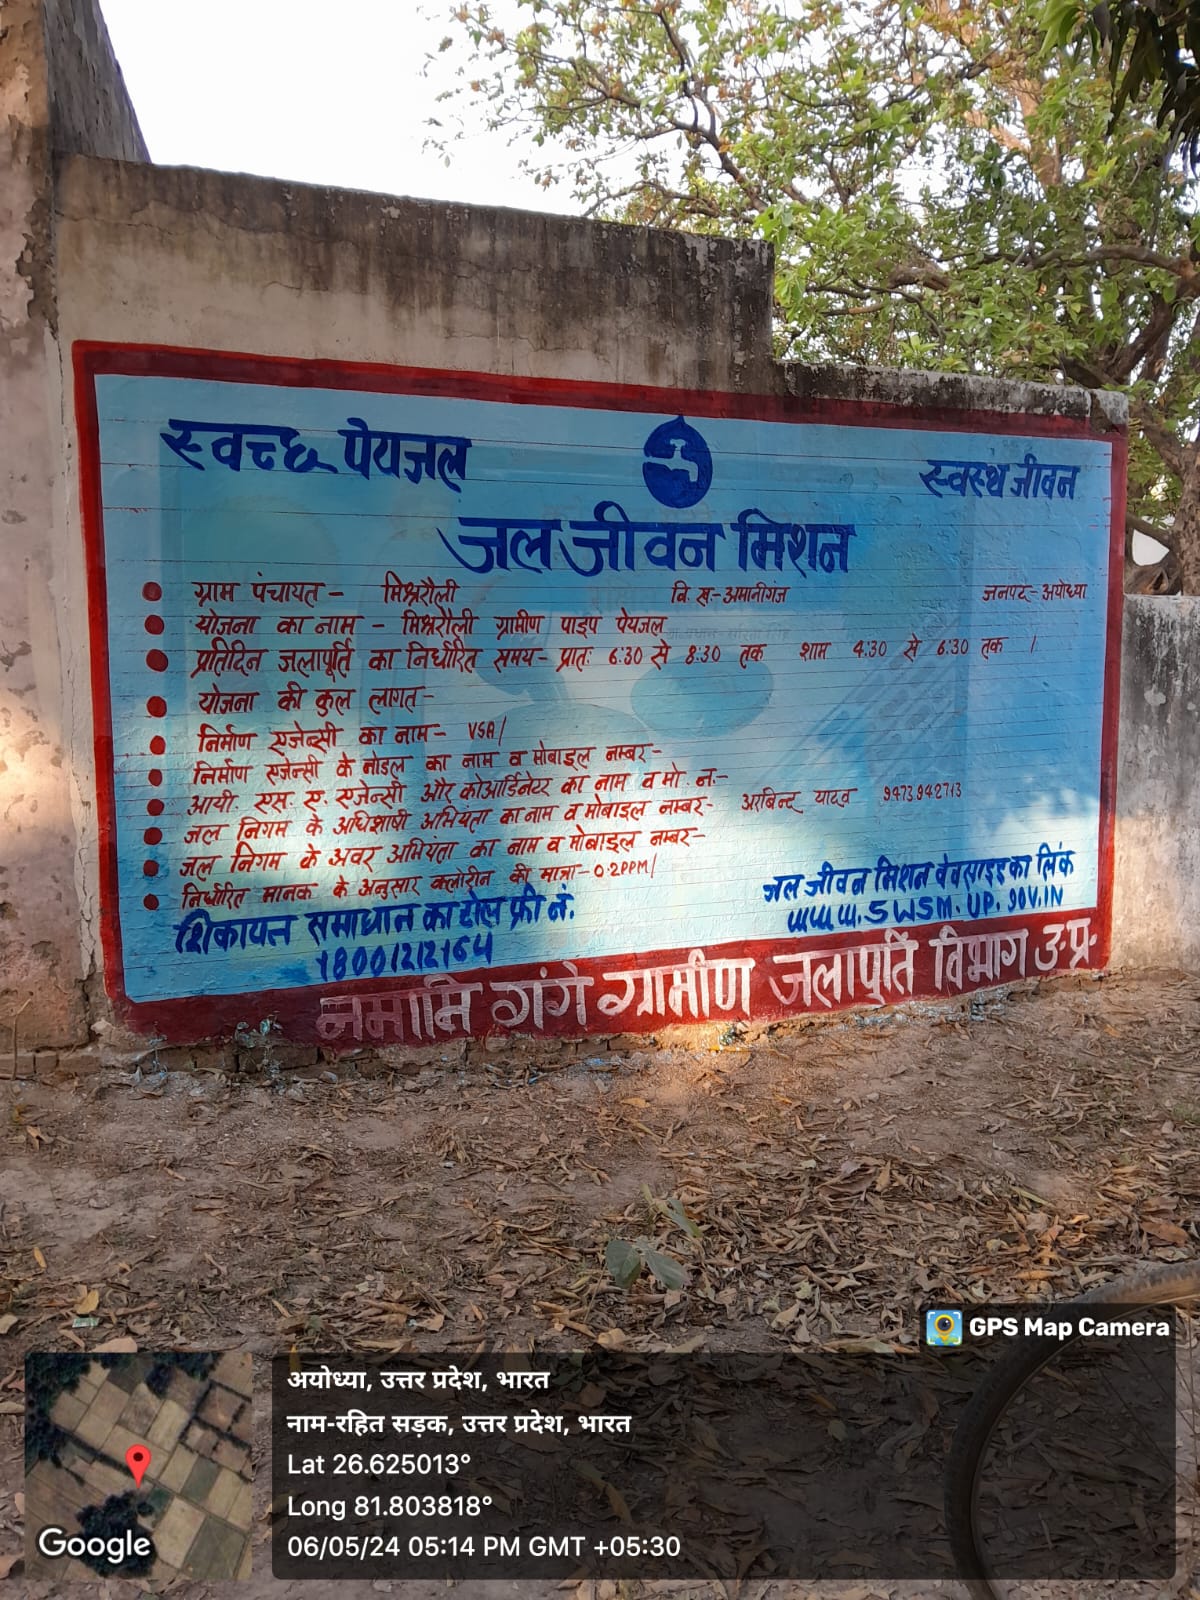 स्वच्छ पेयजल
स्वस्थ जीवन
जल जीवन मिशन
ग्राम पंचायत - मिश्ररौली वि. ख.-अमानीगंज जनपद-अयोध्या
योजना का नाम - मिश्ररौली ग्रामीण पाइप पेयजल
प्रतिदिन जलापूर्ति का निर्धारित समय- प्रातः 6:30 से 8:30 तक शाम 4:30 से 6:30 तक /
योजना की कुल लागत-
निर्माण एजेन्सी का नाम- VSA/
निर्माण एजेन्सी के नोडल का नाम व मोबाइल नम्बर-
आयी. एस. ए. एजेन्सी और कोआर्डिनेटर का नाम व मो. न.-
जल निगम के अधिशाषी अभियंता का नाम व मोबाइल नम्बर- अरबिन्द यादव 9473942713
जल निगम के अवर अभियंता का नाम व मोबाइल नम्बर-
निर्धारित मानक के अनुसार क्लोरीन की मात्रा-0.2PPM/
शिकायत समाधान का टोल फ्री नं.
18001212164
जल जीवन मिशन वेवसाइड का लिंक
WWW.SWSM.UP.gov.IN
नमामि गंगे ग्रामीण जलापूर्ति विभाग उ.प्र.
GPS Map Camera
अयोध्या, उत्तर प्रदेश, भारत
नाम-रहित सड़क, उत्तर प्रदेश, भारत
Lat 26.625013°
Long 81.803818°
06/05/24 05:14 PM GMT +05:30
Google